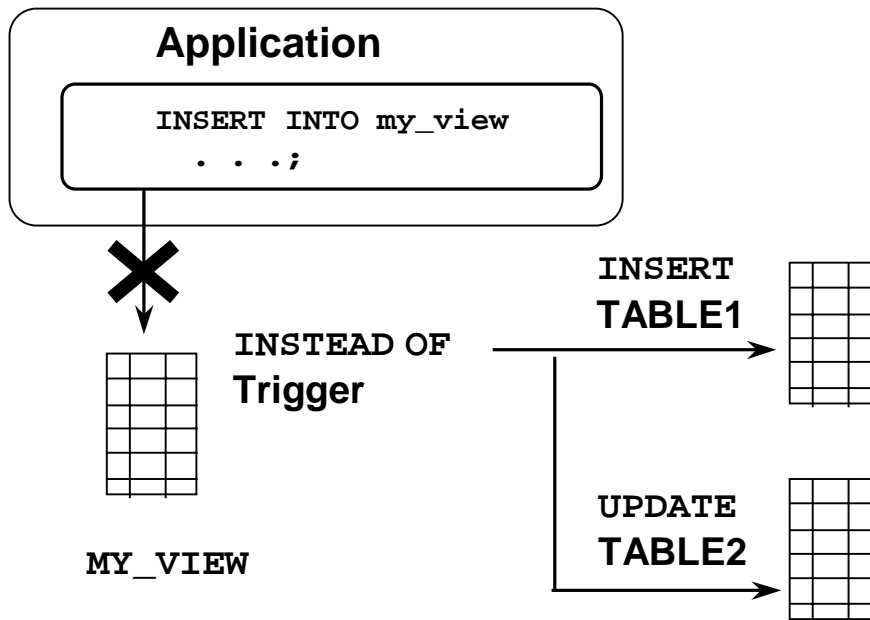 Application
INSERT INTO my_view
. . .;
INSERT
TABLE1
INSTEAD OF
Trigger
UPDATE
TABLE2
MY_VIEW